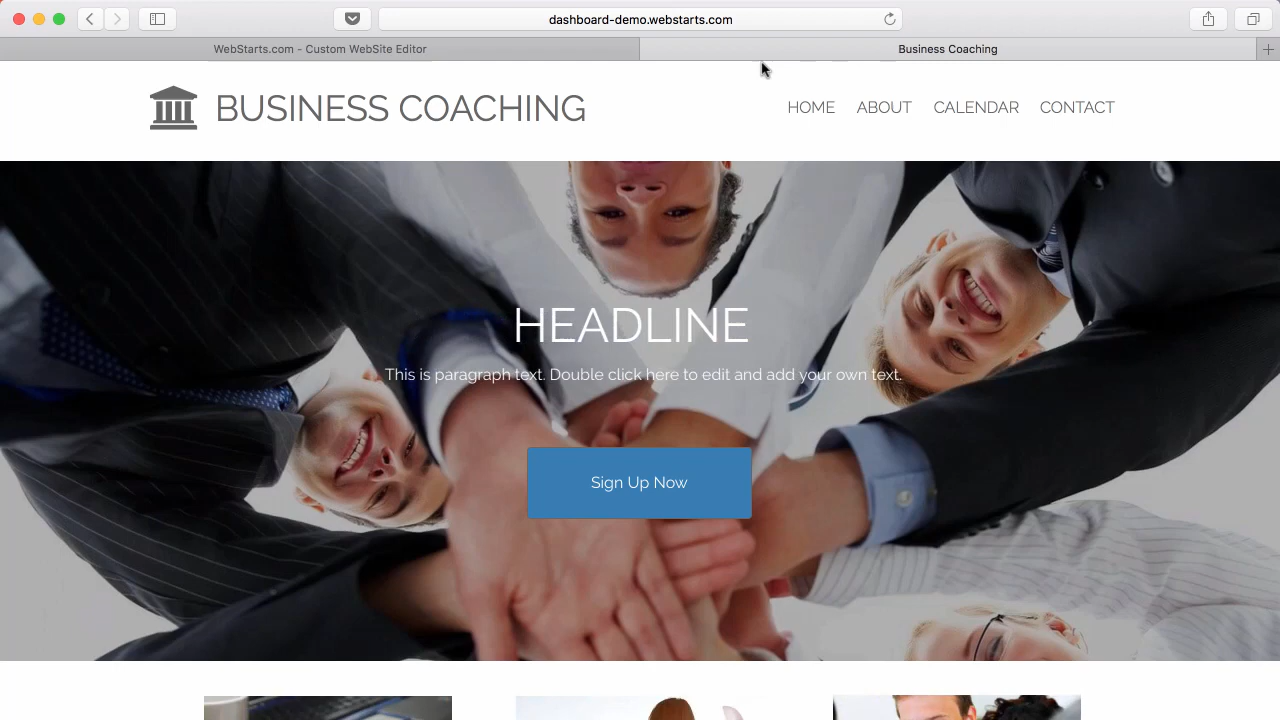 dashboard-demo.webstarts.com
WebStarts.com - Custom WebSite Editor
Business Coaching
BUSINESS COACHING
HOME ABOUT CALENDAR CONTACT
HEADLINE
This is paragraph text. Double click here to edit and add your own text.
Sign Up Now